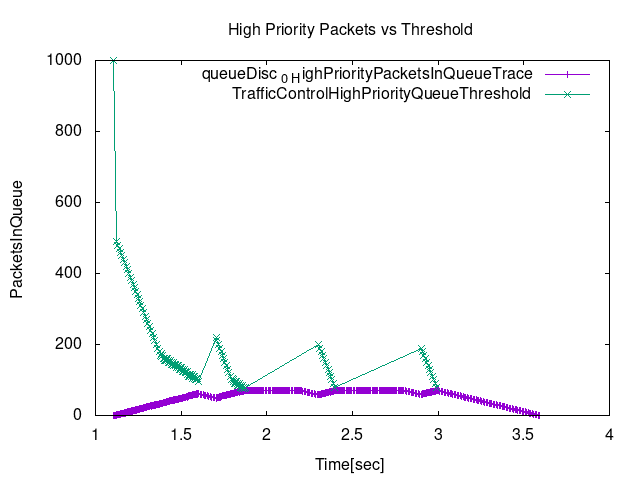 High Priority Packets vs Threshold
queueDisc 0 HighPriorityPacketsInQueueTrace
TrafficControlHighPriorityQueueThreshold
1000
800
600
400
200
0
PacketsInQueue
1 1.5 2 2.5 3 3.5 4
Time[sec]